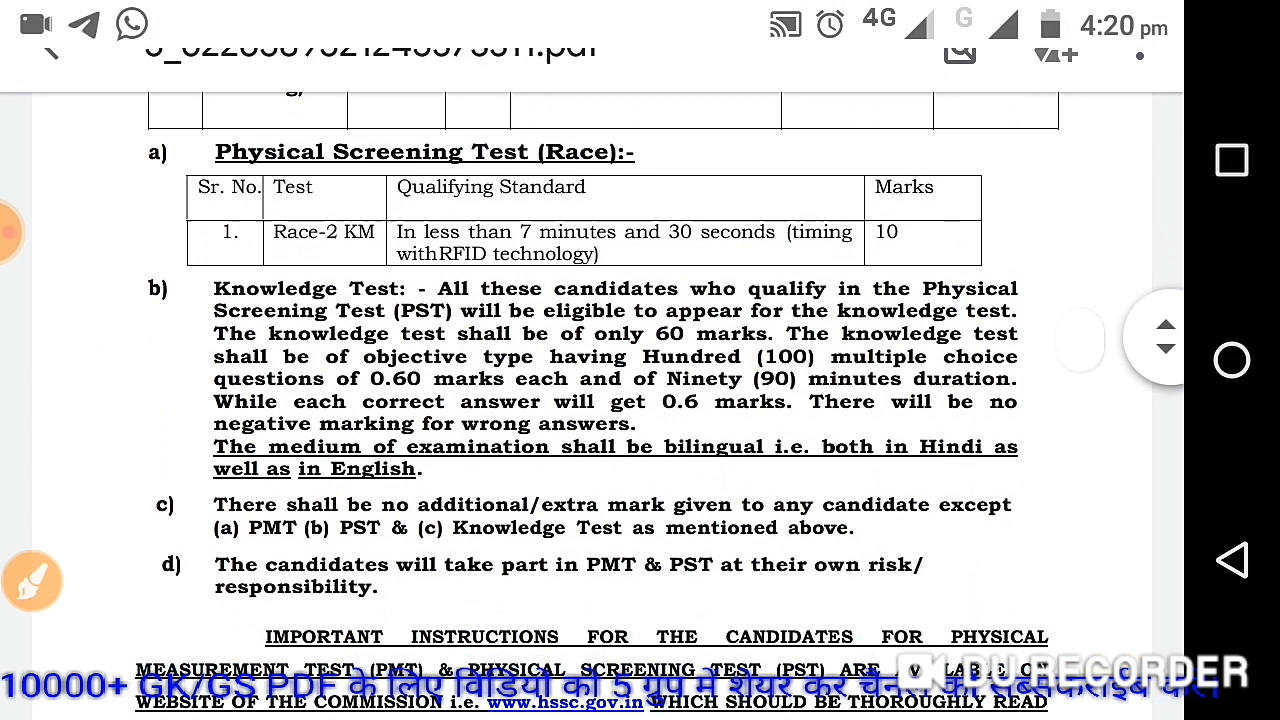 4G G 4:20 pm
a) Physical Screening Test (Race):-
Sr. No. Test Qualifying Standard Marks
1. Race-2 KM In less than 7 minutes and 30 seconds (timing 10
withRFID technology)
b) Knowledge Test: - All these candidates who qualify in the Physical
Screening Test (PST) will be eligible to appear for the knowledge test.
The knowledge test shall be of only 60 marks. The knowledge test
shall be of objective type having Hundred (100) multiple choice
questions of 0.60 marks each and of Ninety (90) minutes duration.
While each correct answer will get 0.6 marks. There will be no
negative marking for wrong answers.
The medium of examination shall be bilingual i.e. both in Hindi as
well as in English.
c) There shall be no additional/extra mark given to any candidate except
(a) PMT (b) PST & (c) Knowledge Test as mentioned above.
d) The candidates will take part in PMT & PST at their own risk/
responsibility.
IMPORTANT INSTRUCTIONS FOR THE CANDIDATES FOR PHYSICAL
MEASUREMENT TEST (PMT) & PHYSICAL SCREENING TEST (PST) ARE ON
DU RECORDER
10000+ GK/GS PDF के लिए विडियो को 5 ग्रुप में शेयर कर
WEBSITE OF THE COMMISSION i.e. www.hssc.gov.in WHICH SHOULD BE THOROUGHLY READ